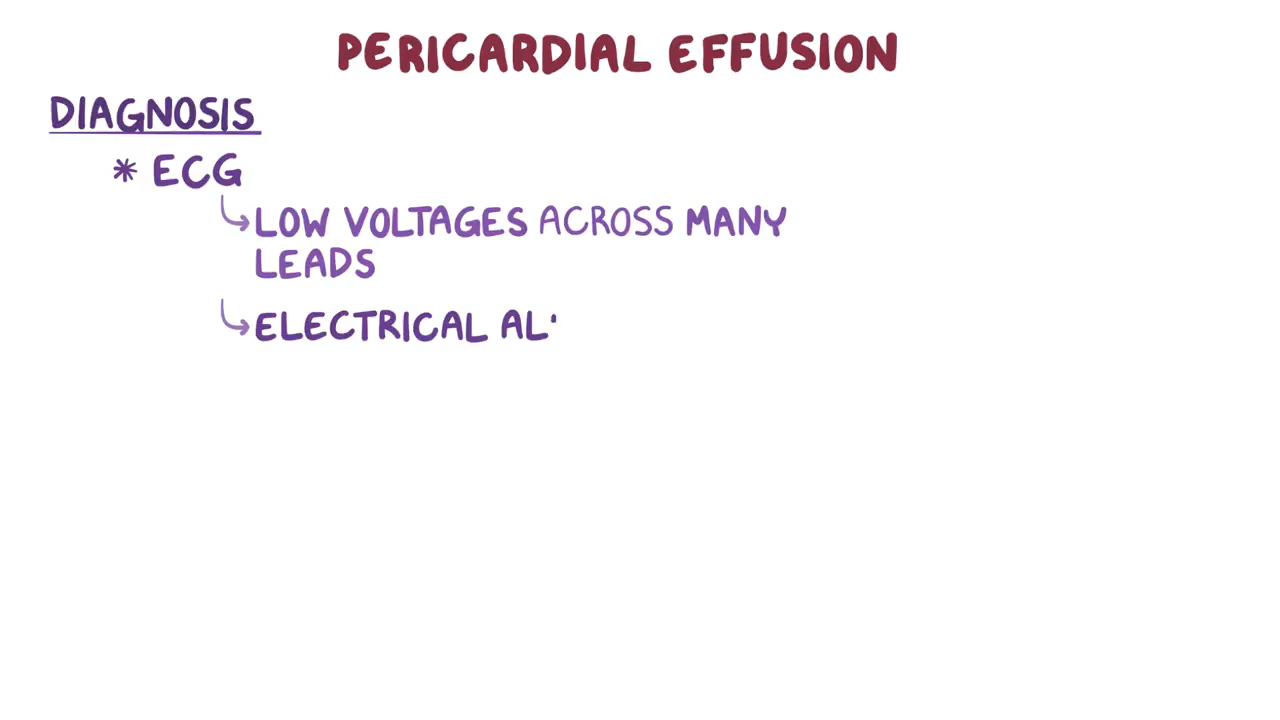 PERICARDIAL EFFUSION
DIAGNOSIS
* ECG
LOW VOLTAGES ACROSS MANY
LEADS
ELECTRICAL AL